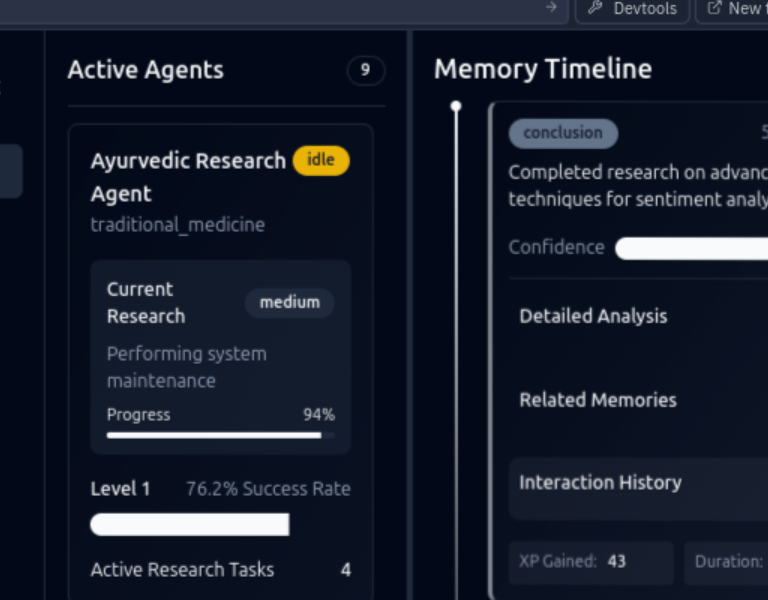 Devtools
New
Active Agents
9
Ayurvedic Research
Agent
idle
traditional_medicine
Current
Research
medium
Performing system
maintenance
Progress
94%
Level 1
76.2% Success Rate
Active Research Tasks
4
Memory Timeline
conclusion
5
Completed research on advanc
techniques for sentiment analy
Confidence
Detailed Analysis
Related Memories
Interaction History
XP Gained: 43
Duration: